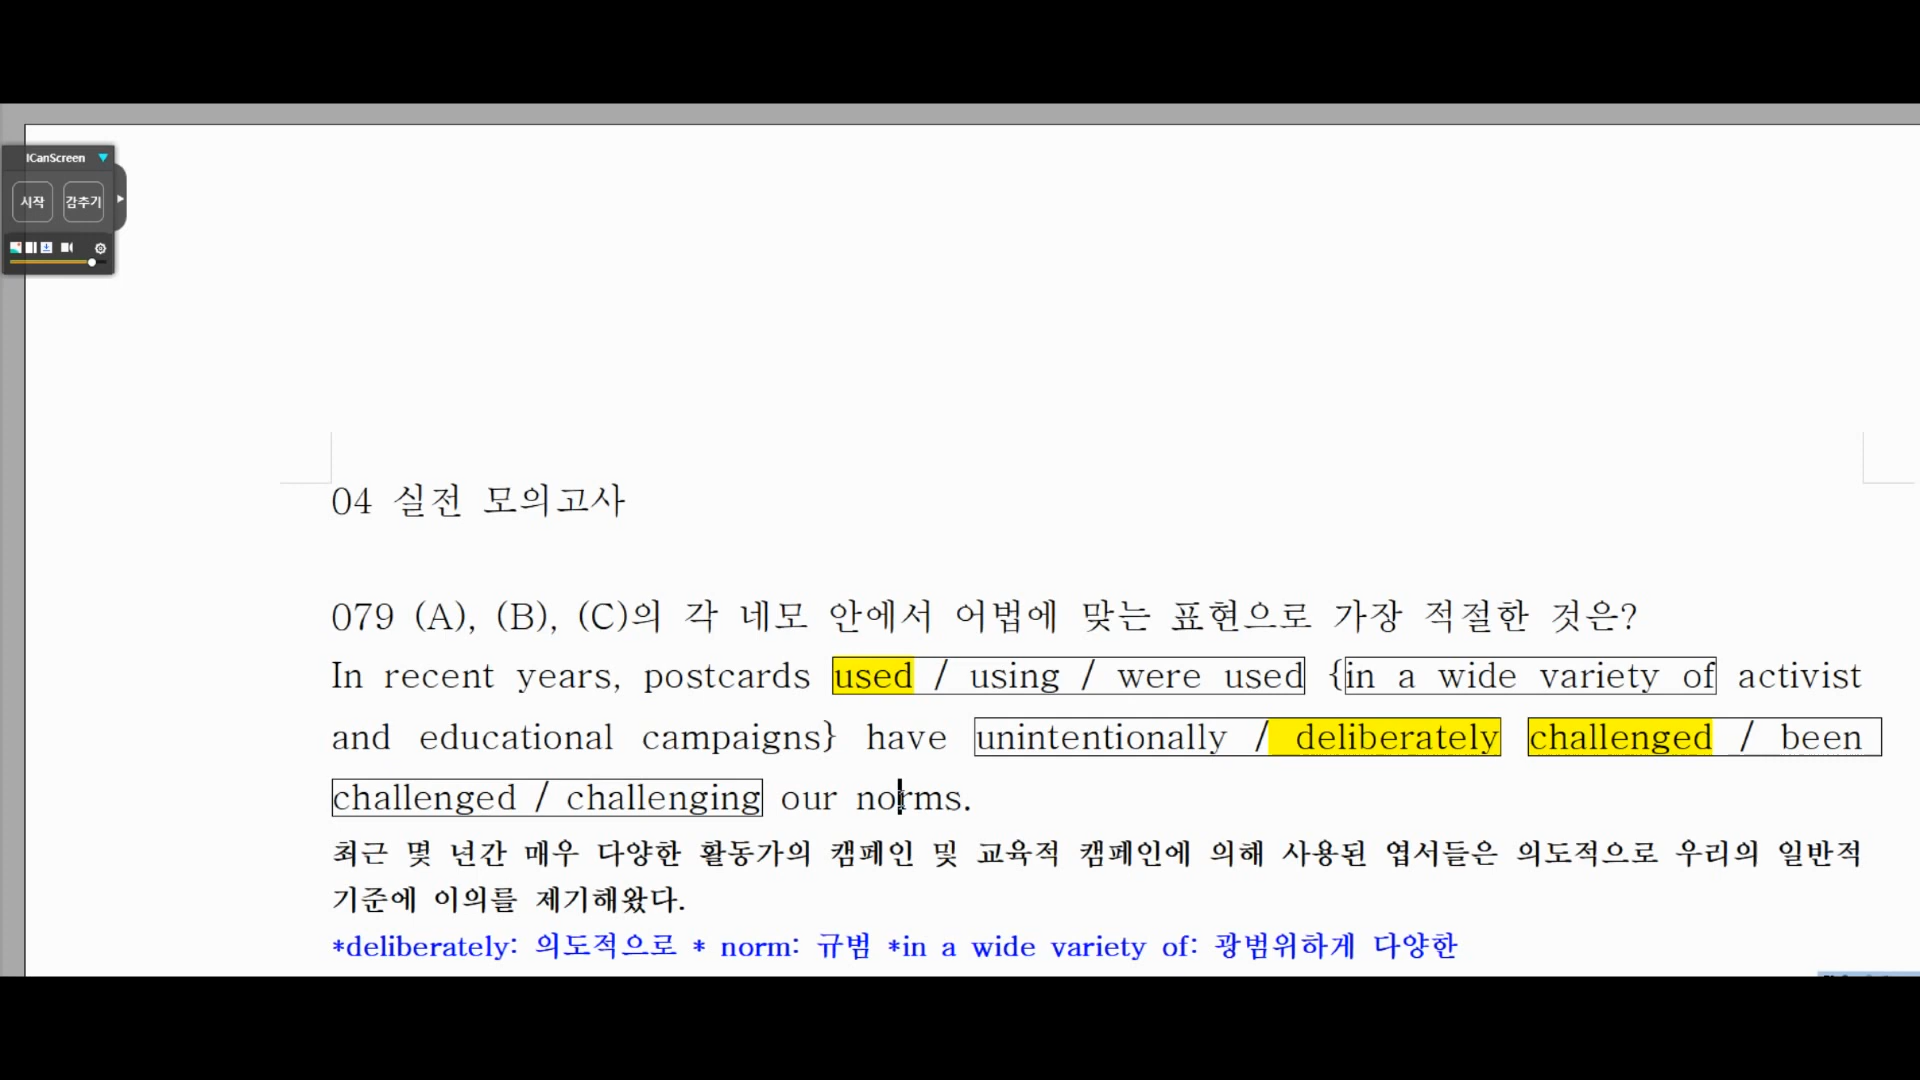 ICanScreen
시작 감추기
04 실전 모의고사
079 (A), (B), (C)의 각 네모 안에서 어법에 맞는 표현으로 가장 적절한 것은?
In recent years, postcards used / using / were used {in a wide variety of activist
and educational campaigns} have unintentionally / deliberately challenged / been
challenged / challenging our norms.
최근 몇 년간 매우 다양한 활동가의 캠페인 및 교육적 캠페인에 의해 사용된 엽서들은 의도적으로 우리의 일반적
기준에 이의를 제기해왔다.
*deliberately: 의도적으로 * norm: 규범 *in a wide variety of: 광범위하게 다양한